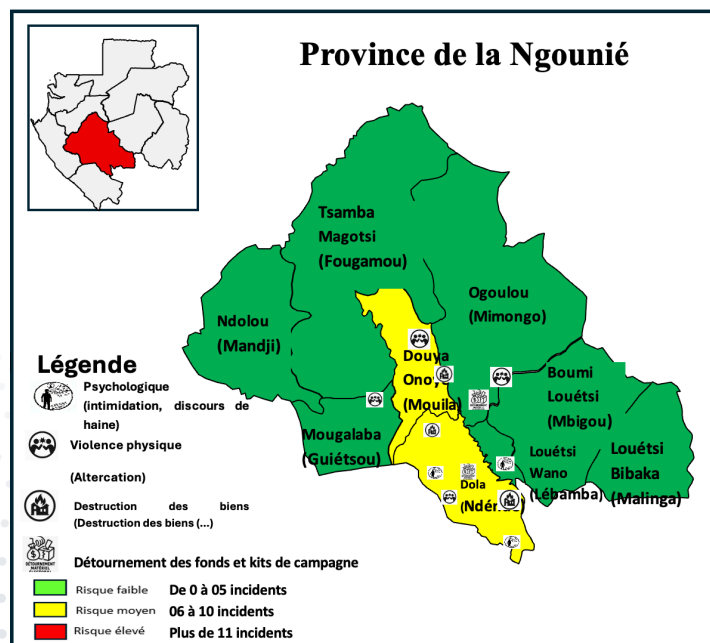 Province de la Ngounié
Tsamba
Magotsi
(Fougamou)
Ogoulou
(Mimongo)
Ndolou
(Mandji)
Douya
(Mouila)
Boumi
Louétsi
(Mbigou)
Mougalaba
(Guiétsou)
Louétsi
Wano
(Lébamba)
Louétsi
Bibaka
(Malinga)
Dola
Légende
Psychologique
(intimidation, discours de
haine)
Violence physique
(Altercation)
Destruction des biens
(Destruction des biens (...)
DÉTOURNEMENT
Détournement des fonds et kits de campagne
Risque faible De 0 à 05 incidents
Risque moyen 06 à 10 incidents
Risque élevé Plus de 11 incidents